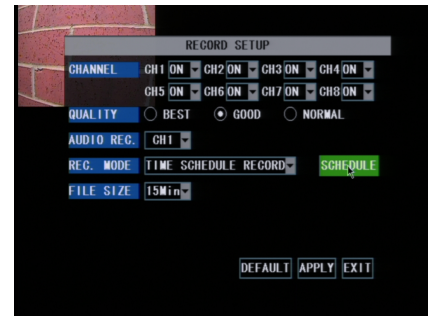 RECORD SETUP
CHANNEL CH1 ON CH2 ON CH3 ON CH4 ON
CH5 ON CH6 ON CH7 ON CH8 ON
QUALITY BEST GOOD NORMAL
AUDIO REC. CH1
REC. MODE TIME SCHEDULE RECORD SCHEDULE
FILE SIZE 15Min
DEFAULT APPLY EXIT